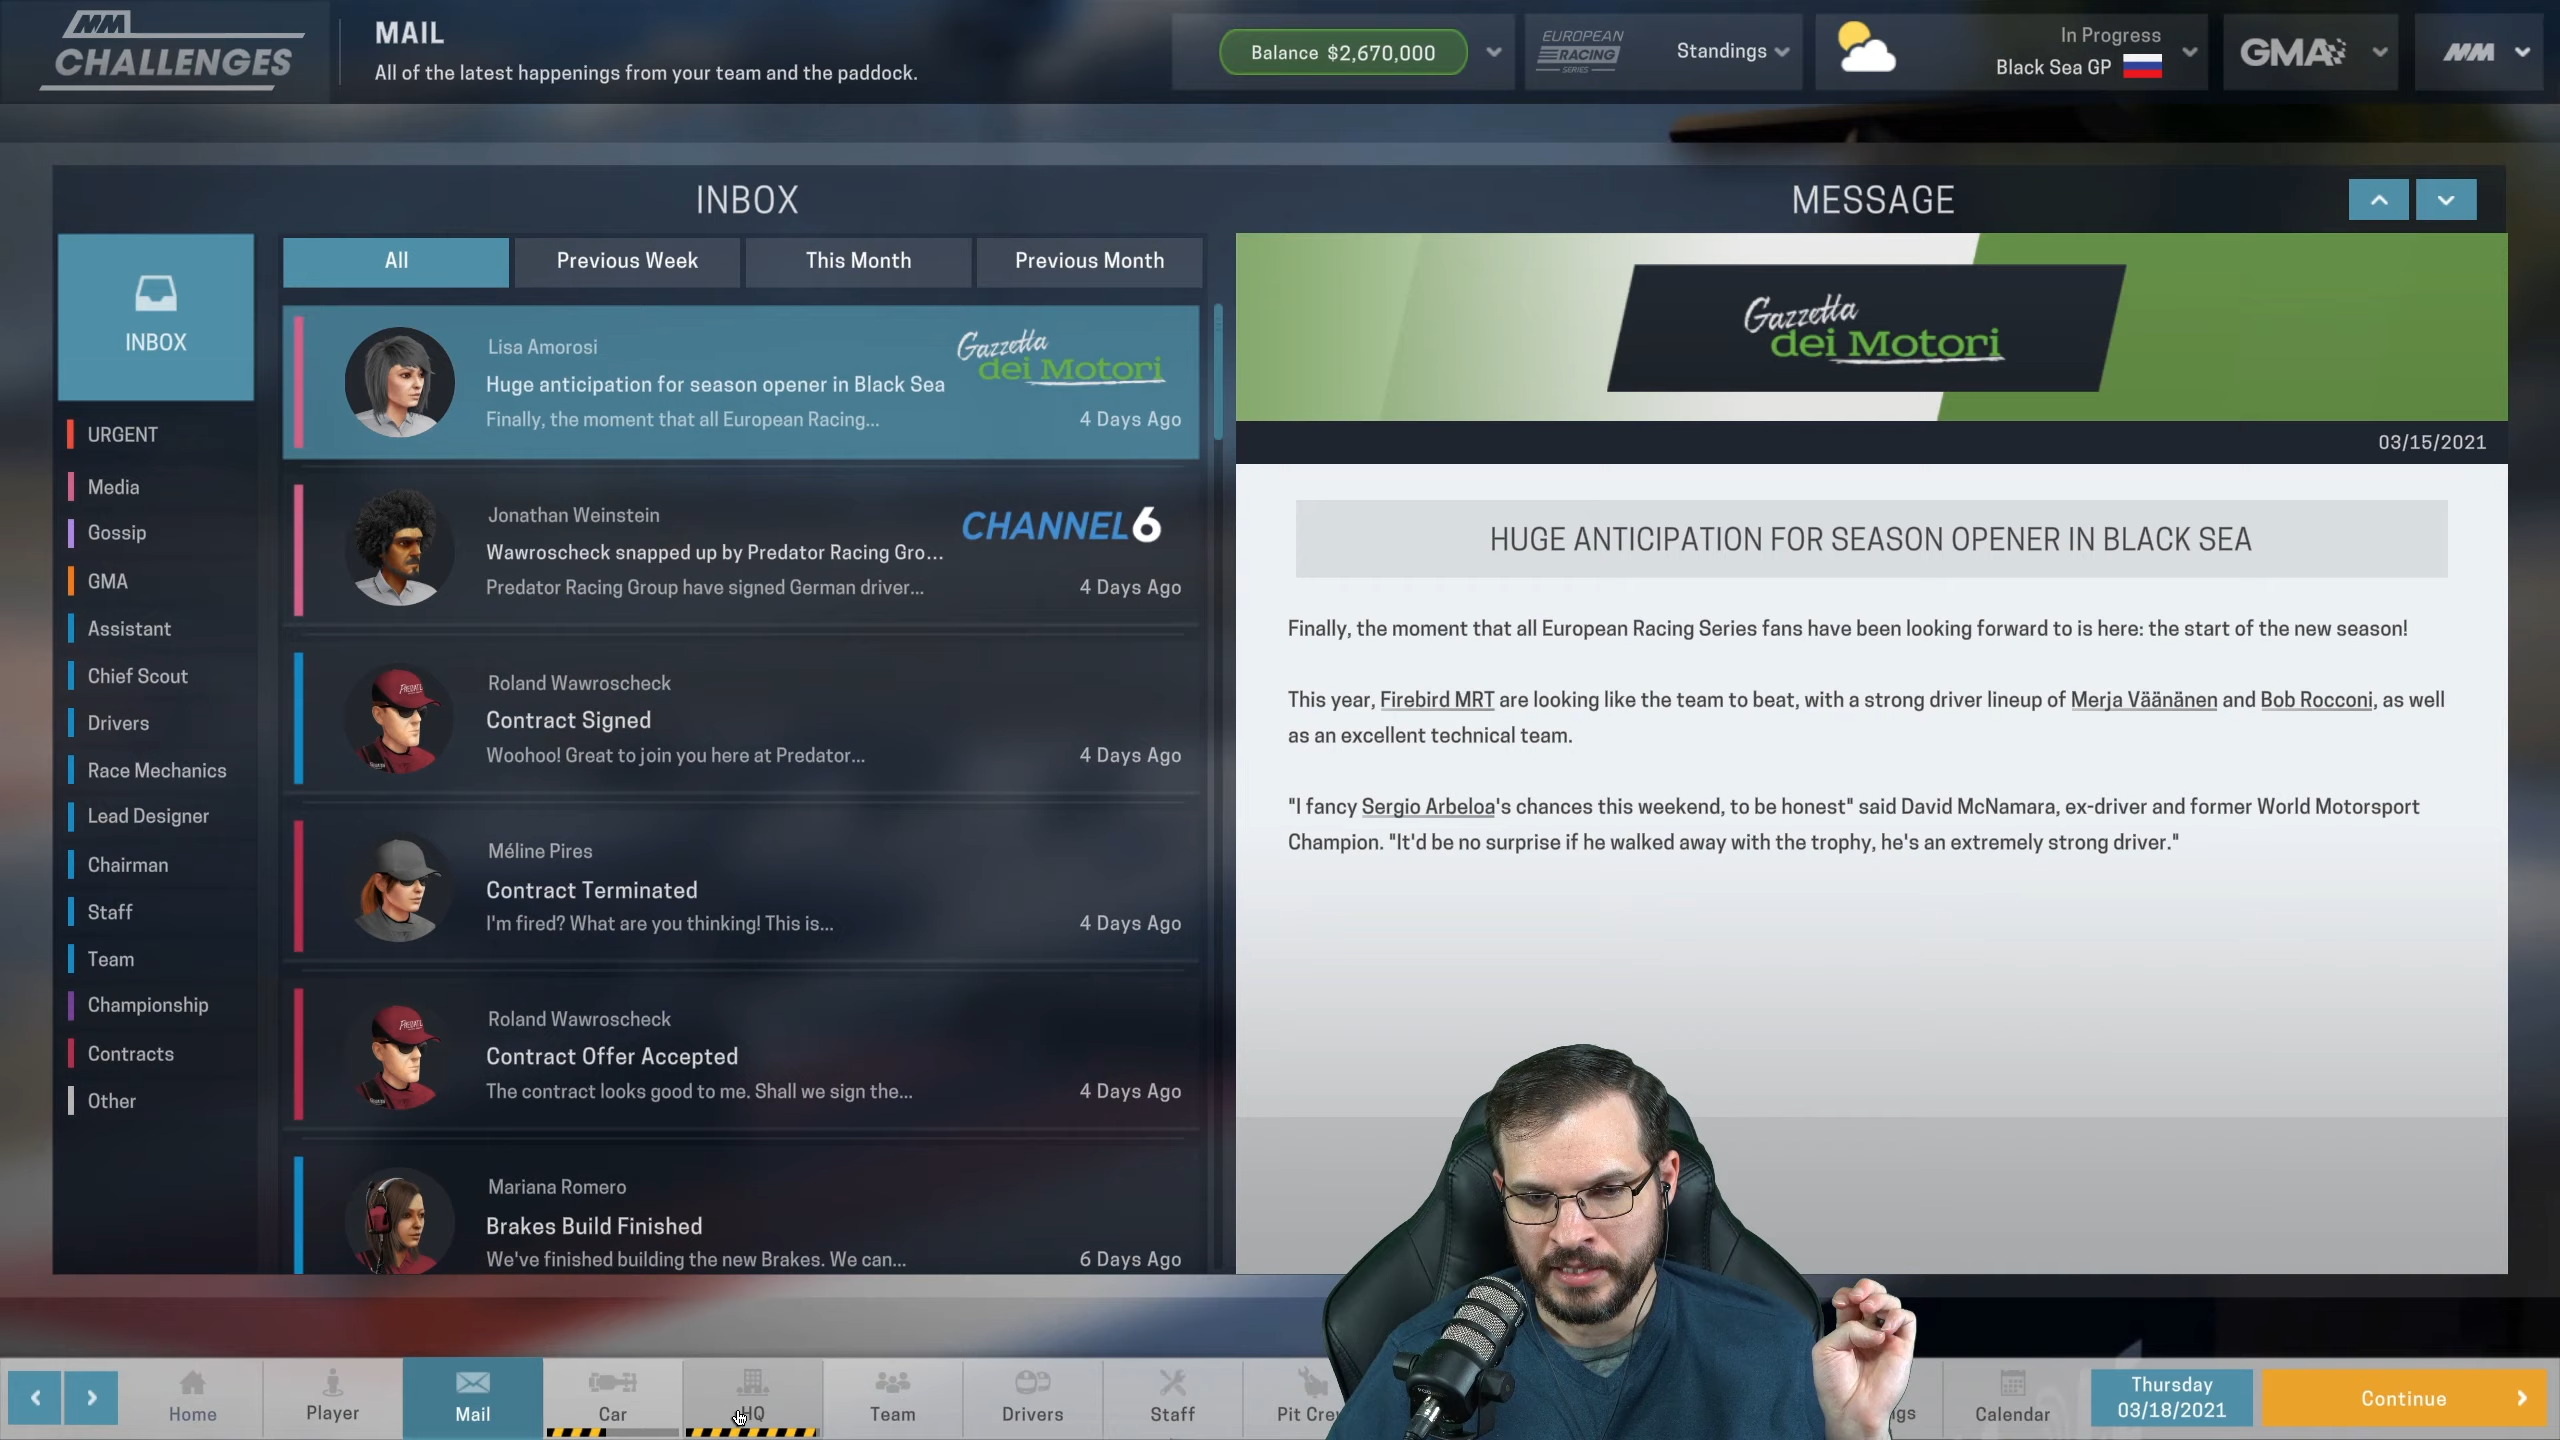 MM
CHALLENGES
MAIL
All of the latest happenings from your team and the paddock.
Balance $2,670,000
EUROPEAN
RACING
SERIES
Standings
In Progress
Black Sea GP
GMA
MM
INBOX
MESSAGE
INBOX
URGENT
Media
Gossip
GMA
Assistant
Chief Scout
Drivers
Race Mechanics
Lead Designer
Chairman
Staff
Team
Championship
Contracts
Other
All
Previous Week
This Month
Previous Month
Lisa Amorosi
Huge anticipation for season opener in Black Sea
Finally, the moment that all European Racing...
Gazzetta
dei Motori
4 Days Ago
Jonathan Weinstein
Wawroscheck snapped up by Predator Racing Gro...
Predator Racing Group have signed German driver...
CHANNEL6
4 Days Ago
Roland Wawroscheck
Contract Signed
Woohoo! Great to join you here at Predator...
4 Days Ago
Méline Pires
Contract Terminated
I'm fired? What are you thinking! This is...
4 Days Ago
Roland Wawroscheck
Contract Offer Accepted
The contract looks good to me. Shall we sign the...
4 Days Ago
Mariana Romero
Brakes Build Finished
We've finished building the new Brakes. We can...
6 Days Ago
Gazzetta
dei Motori
03/15/2021
HUGE ANTICIPATION FOR SEASON OPENER IN BLACK SEA
Finally, the moment that all European Racing Series fans have been looking forward to is here: the start of the new season!
This year, Firebird MRT are looking like the team to beat, with a strong driver lineup of Merja Väänänen and Bob Rocconi, as well
as an excellent technical team.
"I fancy Sergio Arbeloa's chances this weekend, to be honest" said David McNamara, ex-driver and former World Motorsport
Champion. "It'd be no surprise if he walked away with the trophy, he's an extremely strong driver."
Home
Player
Mail
Car
HQ
Team
Drivers
Staff
Pit Cre
Calendar
Thursday
03/18/2021
Continue